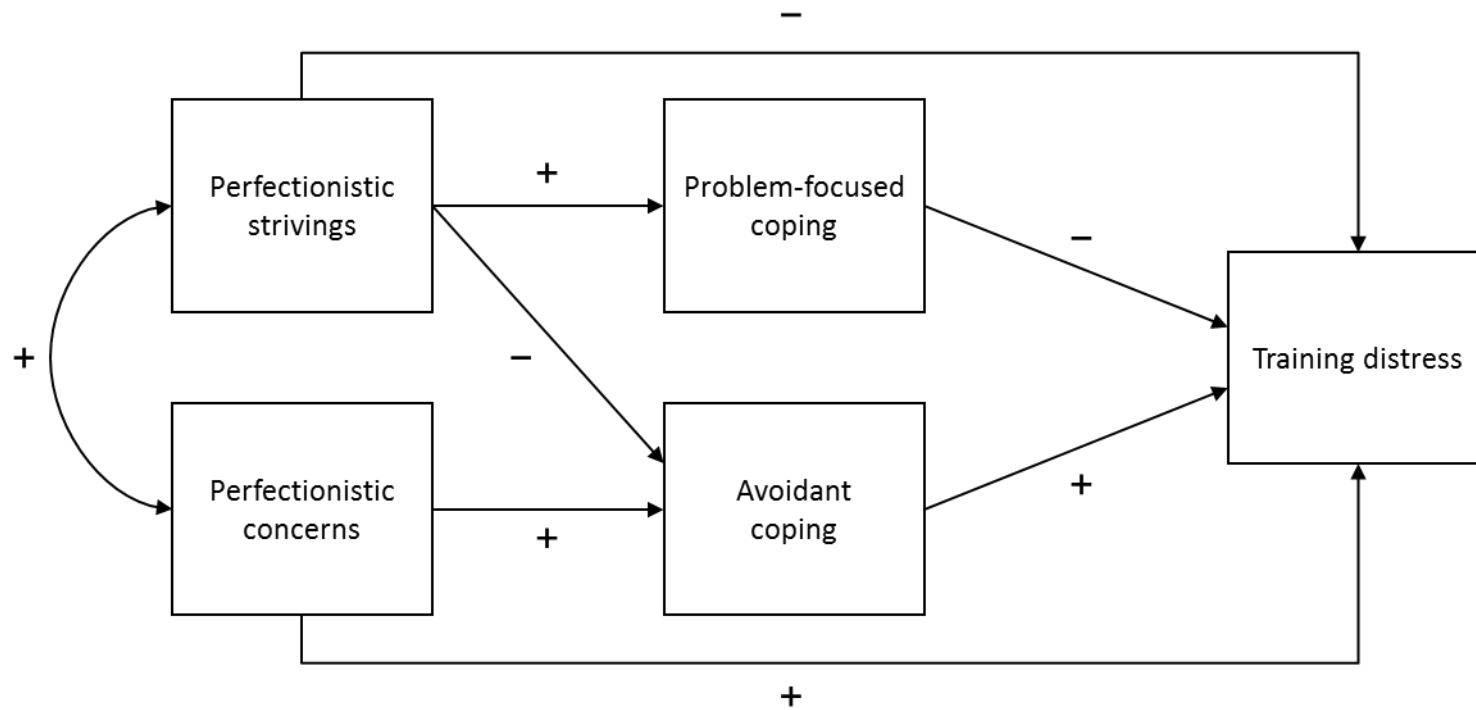 −
Perfectionistic
strivings
+
Problem-focused
coping
−
Training distress
+
−
Perfectionistic
concerns
+
Avoidant
coping
+
+